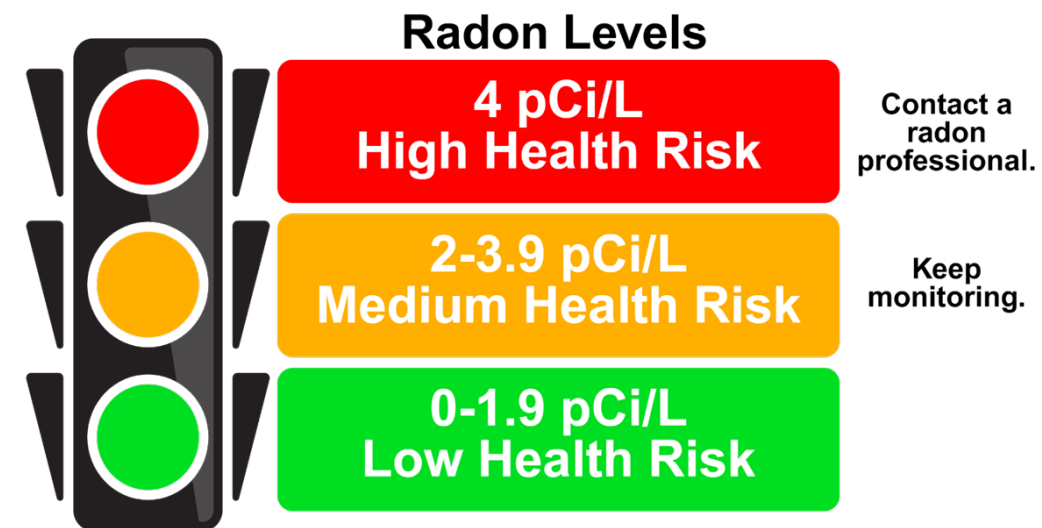 Radon Levels
4 pCi/L
High Health Risk
Contact a
radon
professional.
2-3.9 pCi/L
Medium Health Risk
Keep
monitoring.
0-1.9 pCi/L
Low Health Risk